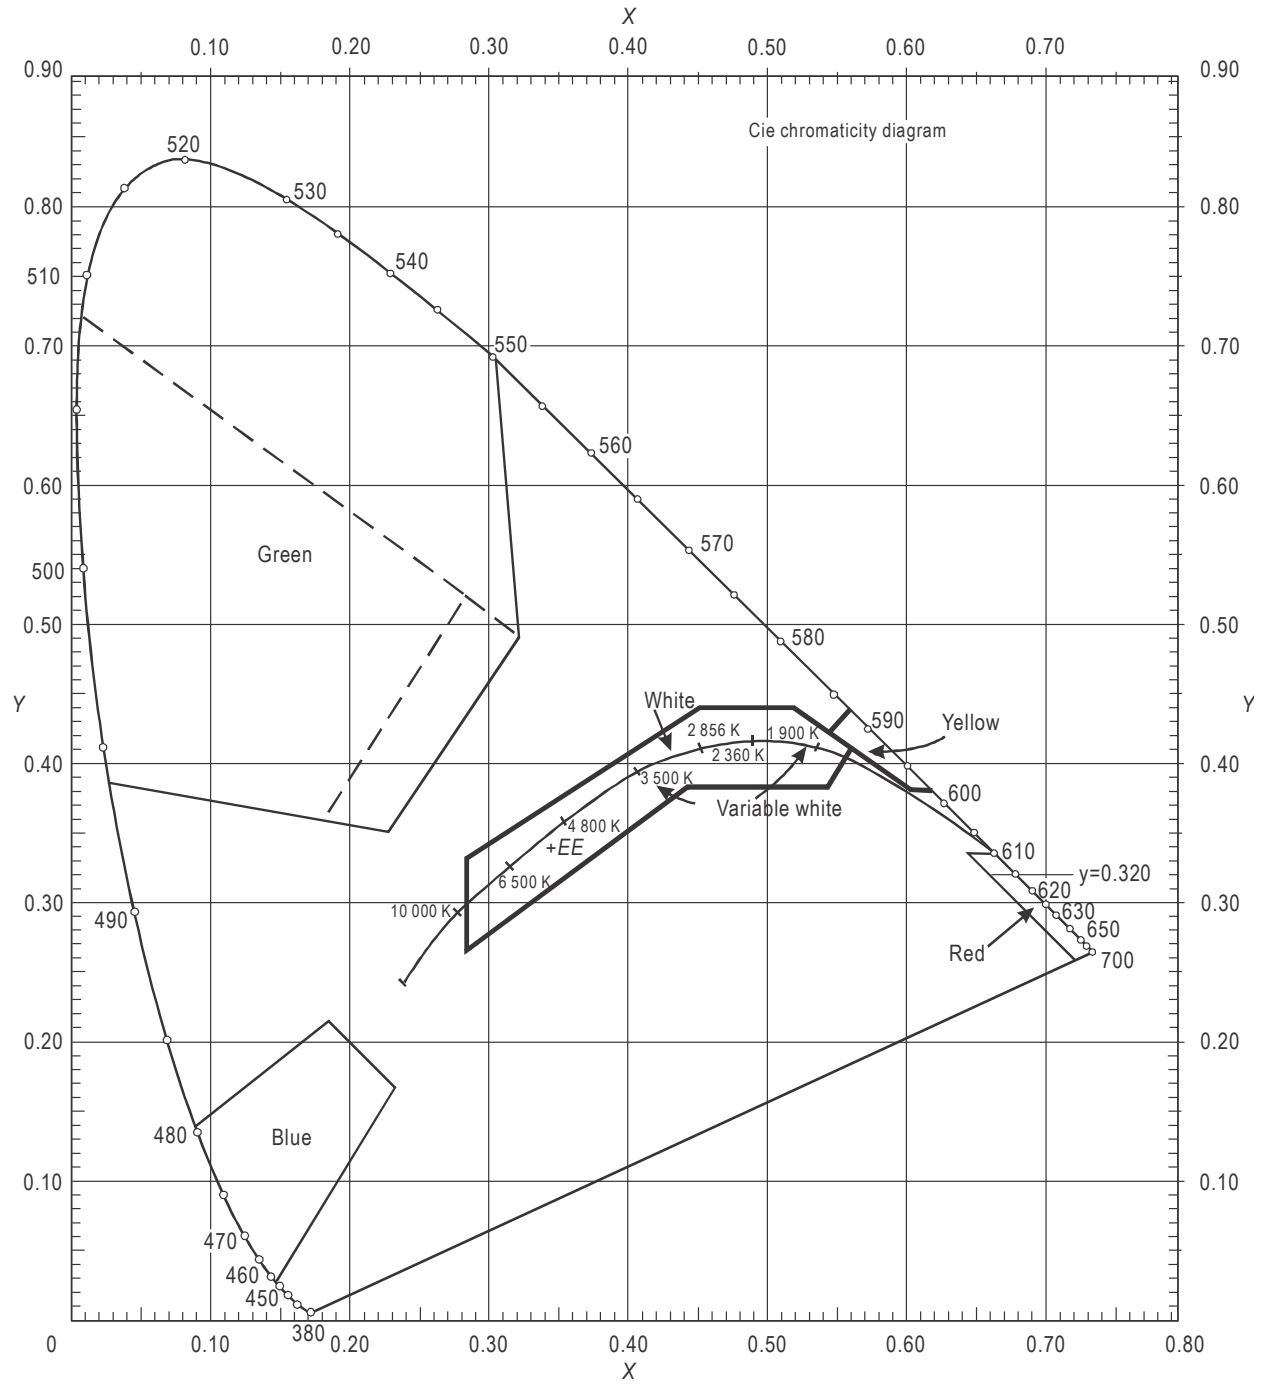 X
0.10 0.20 0.30 0.40 0.50 0.60 0.70
0.90 0.90
Cie chromaticity diagram
520
530
0.80 0.80
540
510
550
0.70 0.70
560
0.60 0.60
570
Green
500
0.50 0.50
580
White
Y Y
590
Yellow
2 856 K 1 900 K
2 360 K
0.40 0.40
3 500 K
600
Variable white
4 800 K
+EE
610
y=0.320
6 500 K
620
0.30 0.30
10 000 K
630
490
650
Red
700
0.20 0.20
480
Blue
0.10 0.10
470
460
450
380
0 0.10 0.20 0.30 0.40 0.50 0.60 0.70 0.80
X